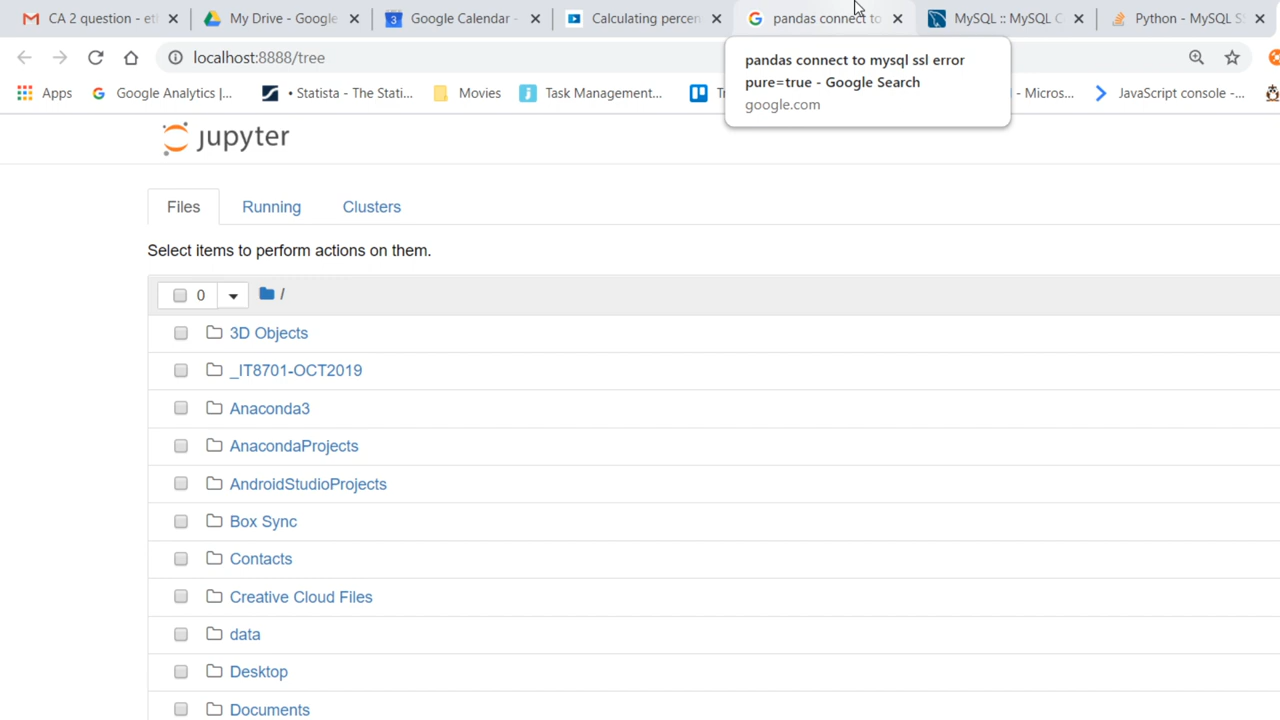 CA 2 question - et
My Drive - Google
Google Calendar -
Calculating percen
pandas connect to
MySQL :: MySQL C
Python - MySQL S
localhost:8888/tree
pandas connect to mysql ssl error
pure=true - Google Search
google.com
Apps
Google Analytics |...
• Statista - The Stati...
Movies
Task Management...
- Micros...
JavaScript console -...
jupyter
Files
Running
Clusters
Select items to perform actions on them.
0
/
3D Objects
_IT8701-OCT2019
Anaconda3
AnacondaProjects
AndroidStudioProjects
Box Sync
Contacts
Creative Cloud Files
data
Desktop
Documents